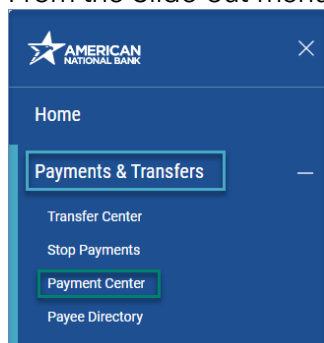 From the slide-out menu
AMERICAN
NATIONAL BANK
Home
Payments & Transfers
Transfer Center
Stop Payments
Payment Center
Payee Directory